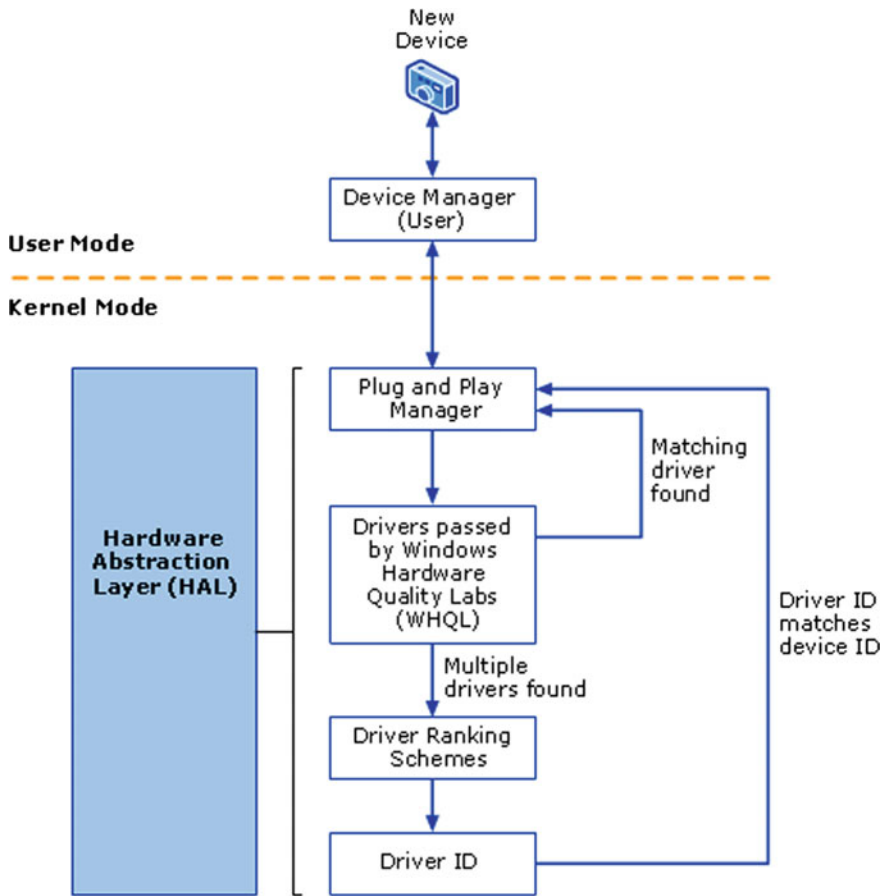 New
Device
Device Manager
(User)
User Mode
Kernel Mode
Plug and Play
Manager
Matching
driver
found
Drivers passed
by Windows
Hardware
Quality Labs
(WHQL)
Hardware
Abstraction
Layer (HAL)
Driver ID
matches
device ID
Multiple
drivers found
Driver Ranking
Schemes
Driver ID